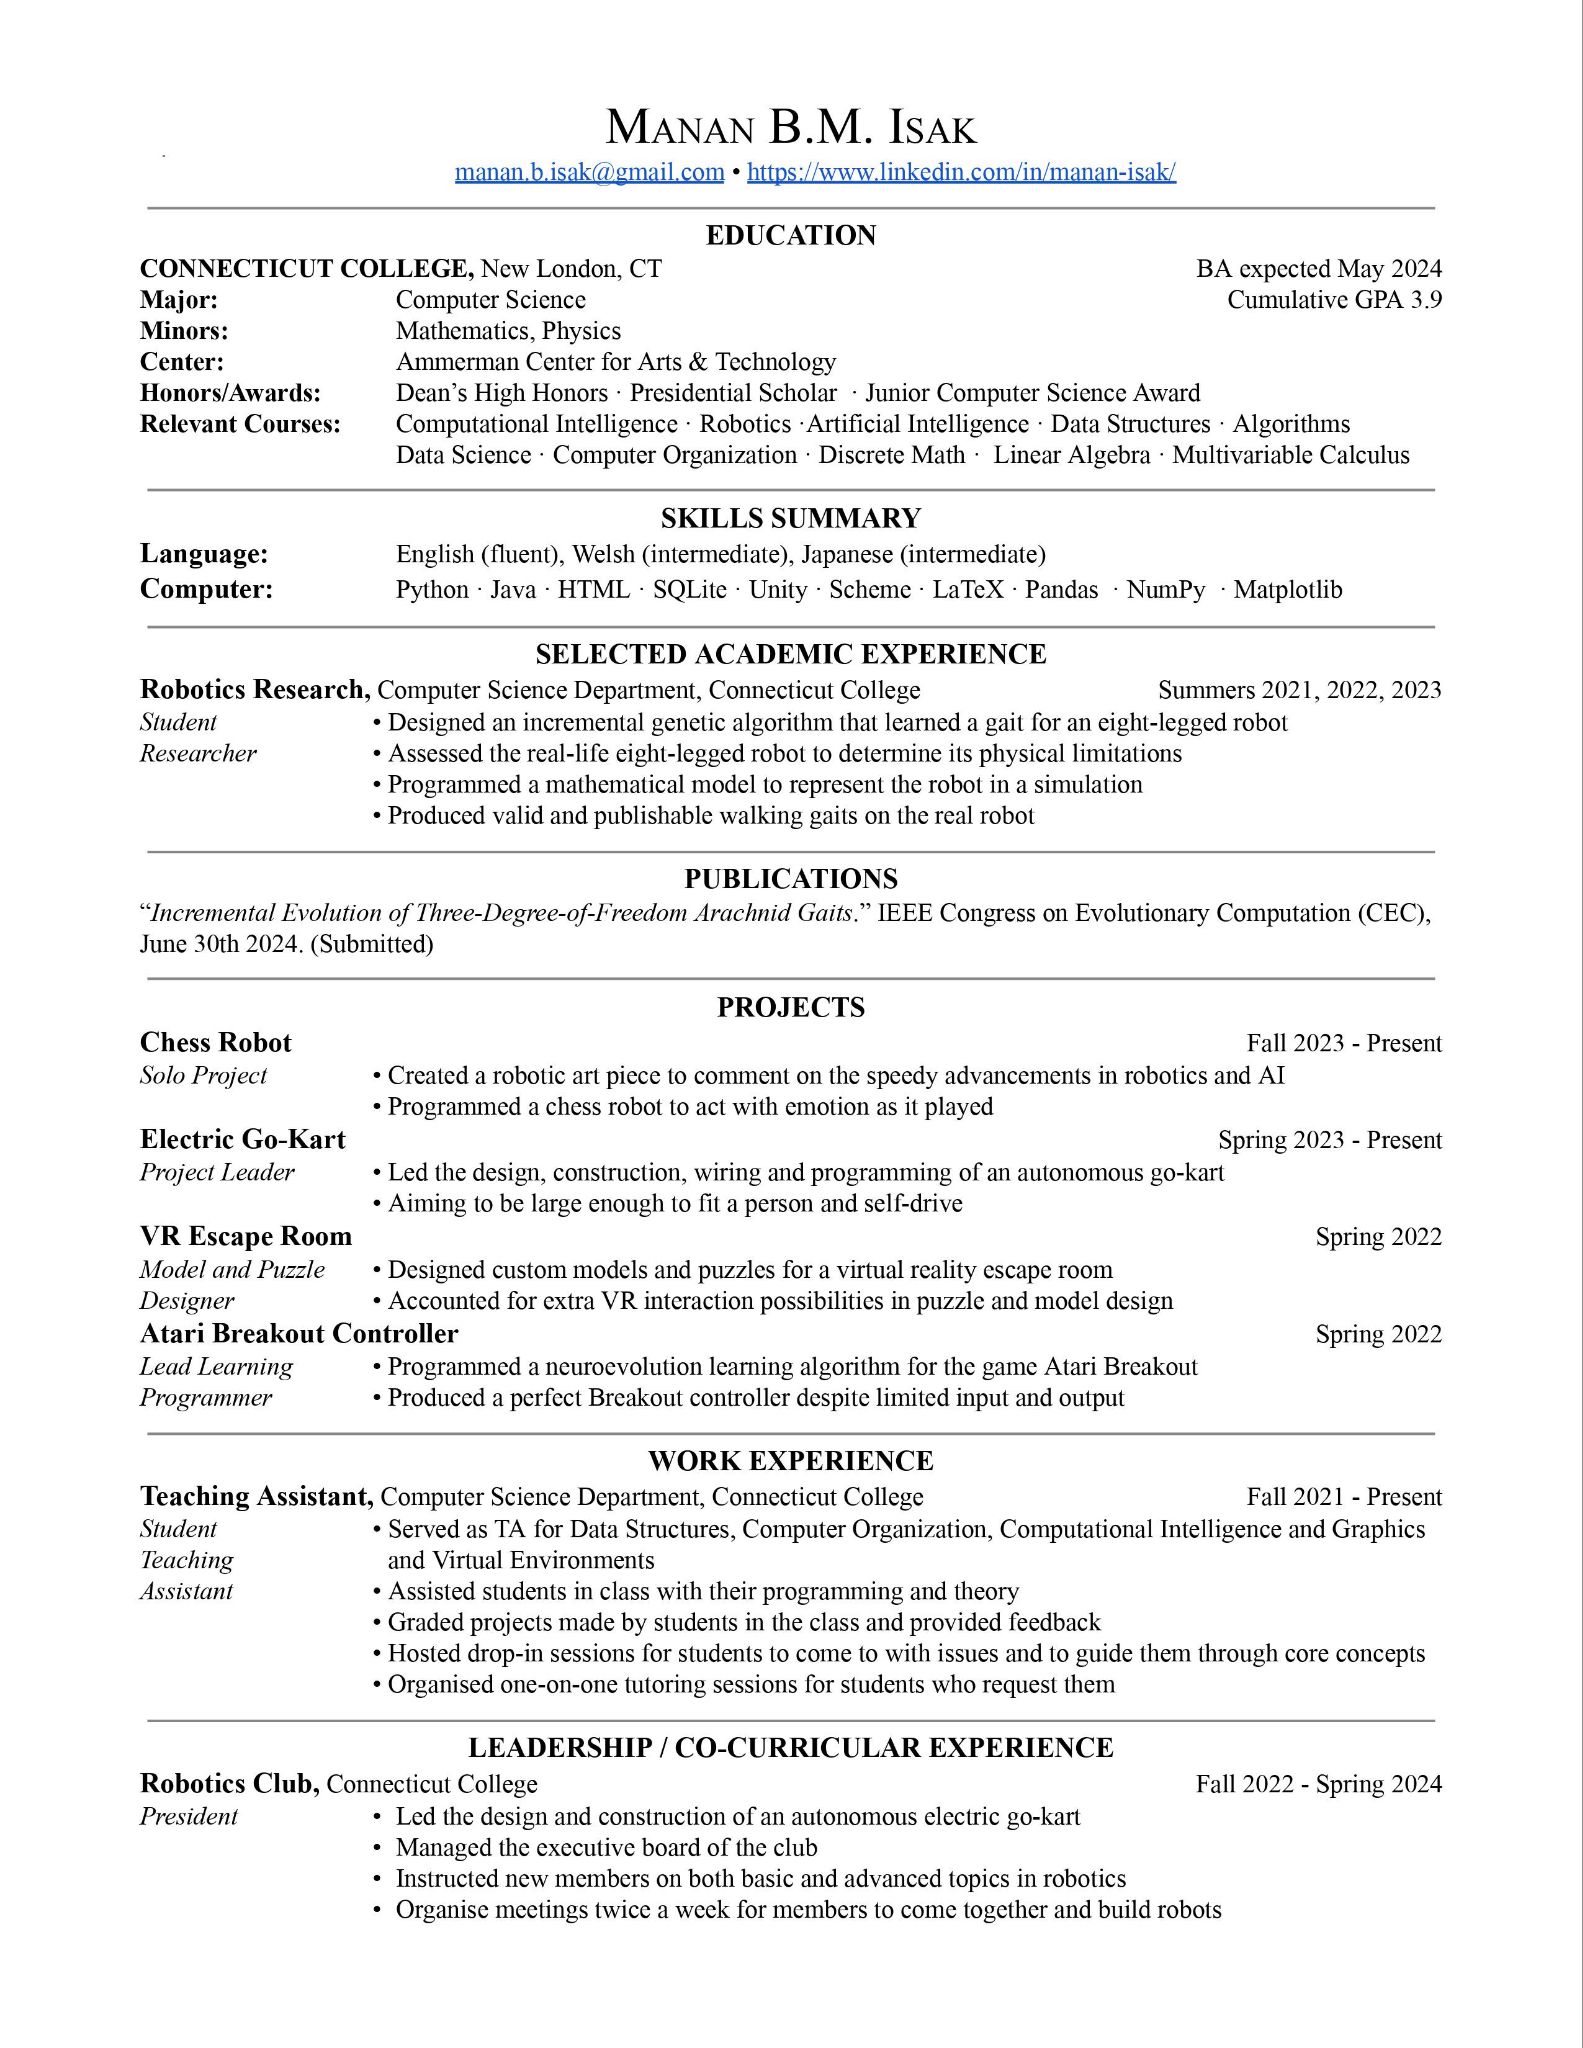 MANAN B.M. ISAK
manan.b.isak@gmail.com • https://www.linkedin.com/in/manan-isak/
EDUCATION
CONNECTICUT COLLEGE, New London, CT BA expected May 2024
Major: Computer Science Cumulative GPA 3.9
Minors: Mathematics, Physics
Center: Ammerman Center for Arts & Technology
Honors/Awards: Dean’s High Honors · Presidential Scholar · Junior Computer Science Award
Relevant Courses: Computational Intelligence · Robotics ·Artificial Intelligence · Data Structures · Algorithms
Data Science · Computer Organization · Discrete Math · Linear Algebra · Multivariable Calculus
SKILLS SUMMARY
Language: English (fluent), Welsh (intermediate), Japanese (intermediate)
Computer: Python · Java · HTML · SQLite · Unity · Scheme · LaTeX · Pandas · NumPy · Matplotlib
SELECTED ACADEMIC EXPERIENCE
Robotics Research, Computer Science Department, Connecticut College Summers 2021, 2022, 2023
Student • Designed an incremental genetic algorithm that learned a gait for an eight-legged robot
Researcher • Assessed the real-life eight-legged robot to determine its physical limitations
• Programmed a mathematical model to represent the robot in a simulation
• Produced valid and publishable walking gaits on the real robot
PUBLICATIONS
“Incremental Evolution of Three-Degree-of-Freedom Arachnid Gaits.” IEEE Congress on Evolutionary Computation (CEC),
June 30th 2024. (Submitted)
PROJECTS
Chess Robot Fall 2023 - Present
Solo Project • Created a robotic art piece to comment on the speedy advancements in robotics and AI
• Programmed a chess robot to act with emotion as it played
Electric Go-Kart Spring 2023 - Present
Project Leader • Led the design, construction, wiring and programming of an autonomous go-kart
• Aiming to be large enough to fit a person and self-drive
VR Escape Room Spring 2022
Model and Puzzle • Designed custom models and puzzles for a virtual reality escape room
Designer • Accounted for extra VR interaction possibilities in puzzle and model design
Atari Breakout Controller Spring 2022
Lead Learning • Programmed a neuroevolution learning algorithm for the game Atari Breakout
Programmer • Produced a perfect Breakout controller despite limited input and output
WORK EXPERIENCE
Teaching Assistant, Computer Science Department, Connecticut College Fall 2021 - Present
Student • Served as TA for Data Structures, Computer Organization, Computational Intelligence and Graphics
Teaching and Virtual Environments
Assistant • Assisted students in class with their programming and theory
• Graded projects made by students in the class and provided feedback
• Hosted drop-in sessions for students to come to with issues and to guide them through core concepts
• Organised one-on-one tutoring sessions for students who request them
LEADERSHIP / CO-CURRICULAR EXPERIENCE
Robotics Club, Connecticut College Fall 2022 - Spring 2024
President • Led the design and construction of an autonomous electric go-kart
• Managed the executive board of the club
• Instructed new members on both basic and advanced topics in robotics
• Organise meetings twice a week for members to come together and build robots